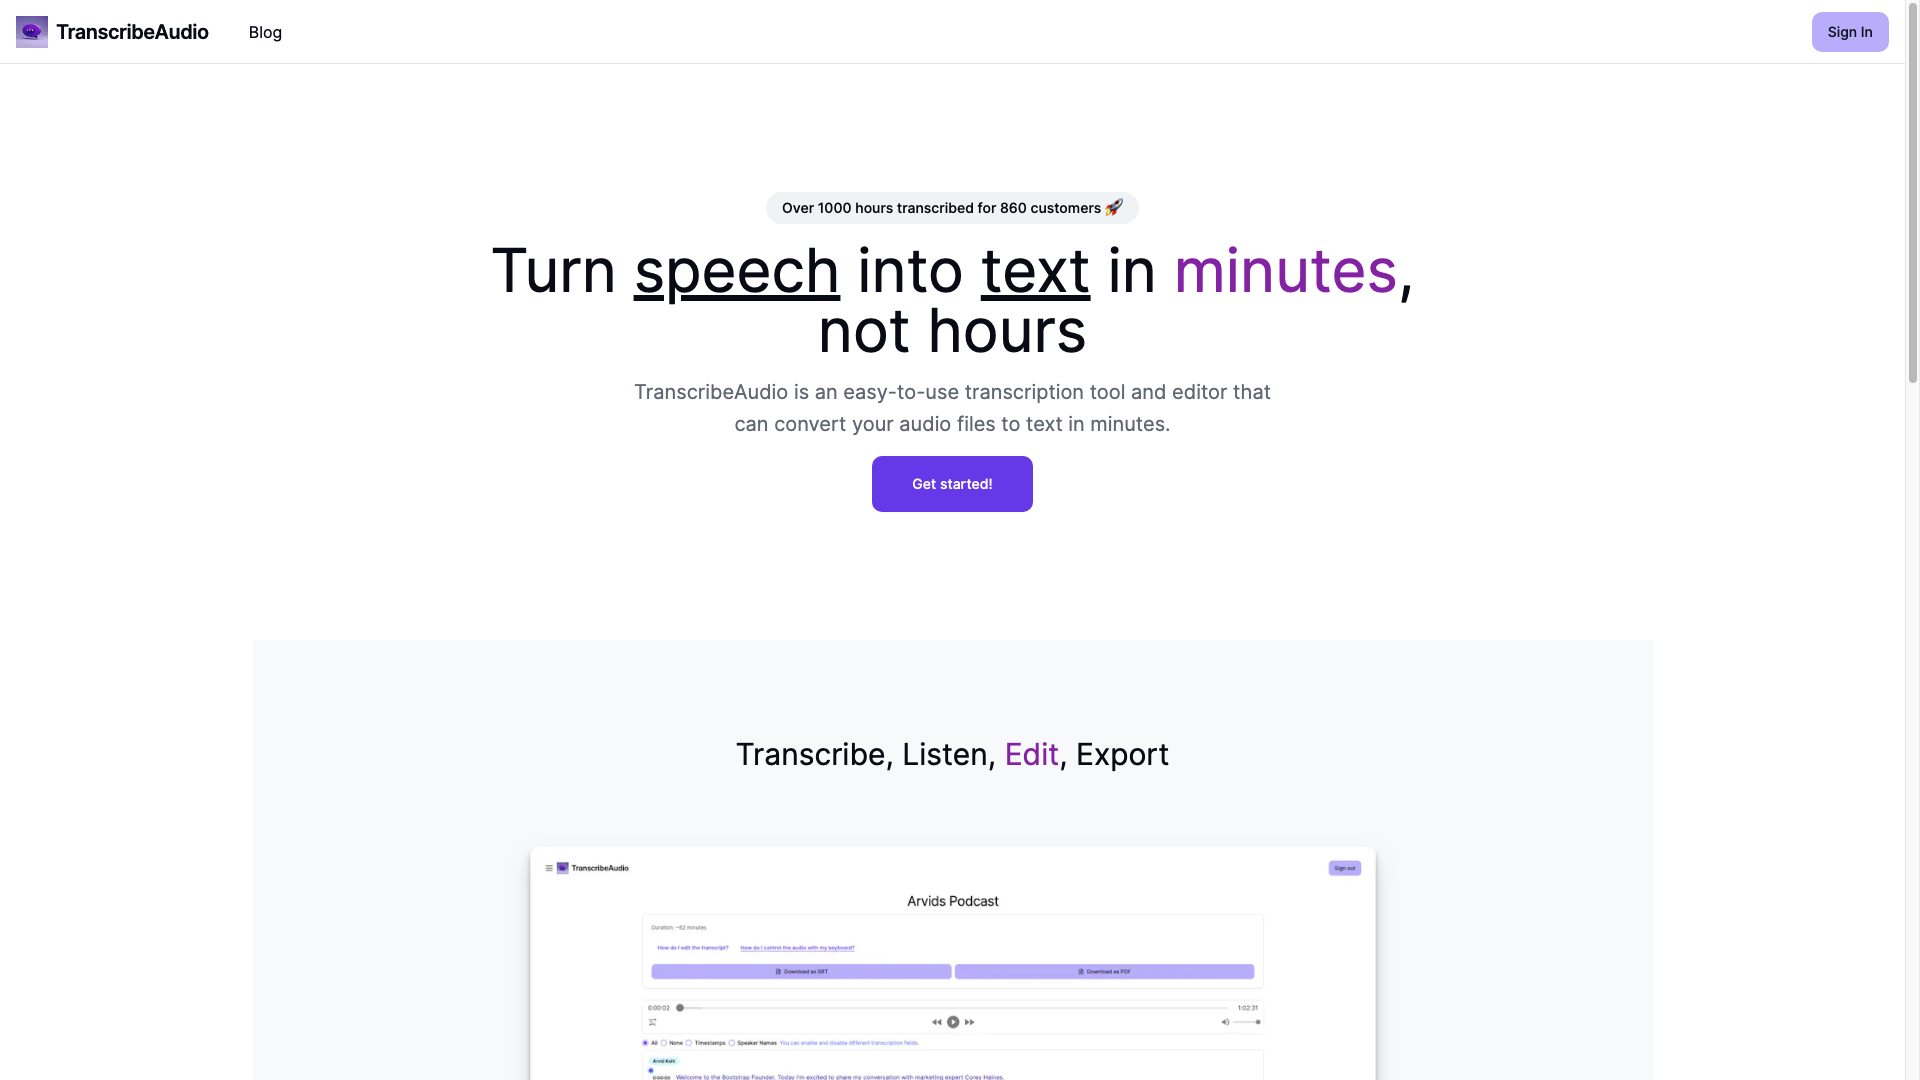 TranscribeAudio
Blog
Sign In
Over 1000 hours transcribed for 860 customers 🚀
Turn speech into text in minutes,
not hours
TranscribeAudio is an easy-to-use transcription tool and editor that
can convert your audio files to text in minutes.
Get started!
Transcribe, Listen, Edit, Export
TranscribeAudio
Sign out
Arvids Podcast
Duration: ~62 minutes
How do I edit the transcript? How do I control the audio with my keyboard?
Download as SRT
Download as PDF
0:00:02
1:02:31
All None Timestamps Speaker Names You can enable and disable different transcription fields.
Arvid Kahl
0:00:00 Welcome to the Bootstrap Founder. Today I'm excited to share my conversation with marketing expert Corey Haines.